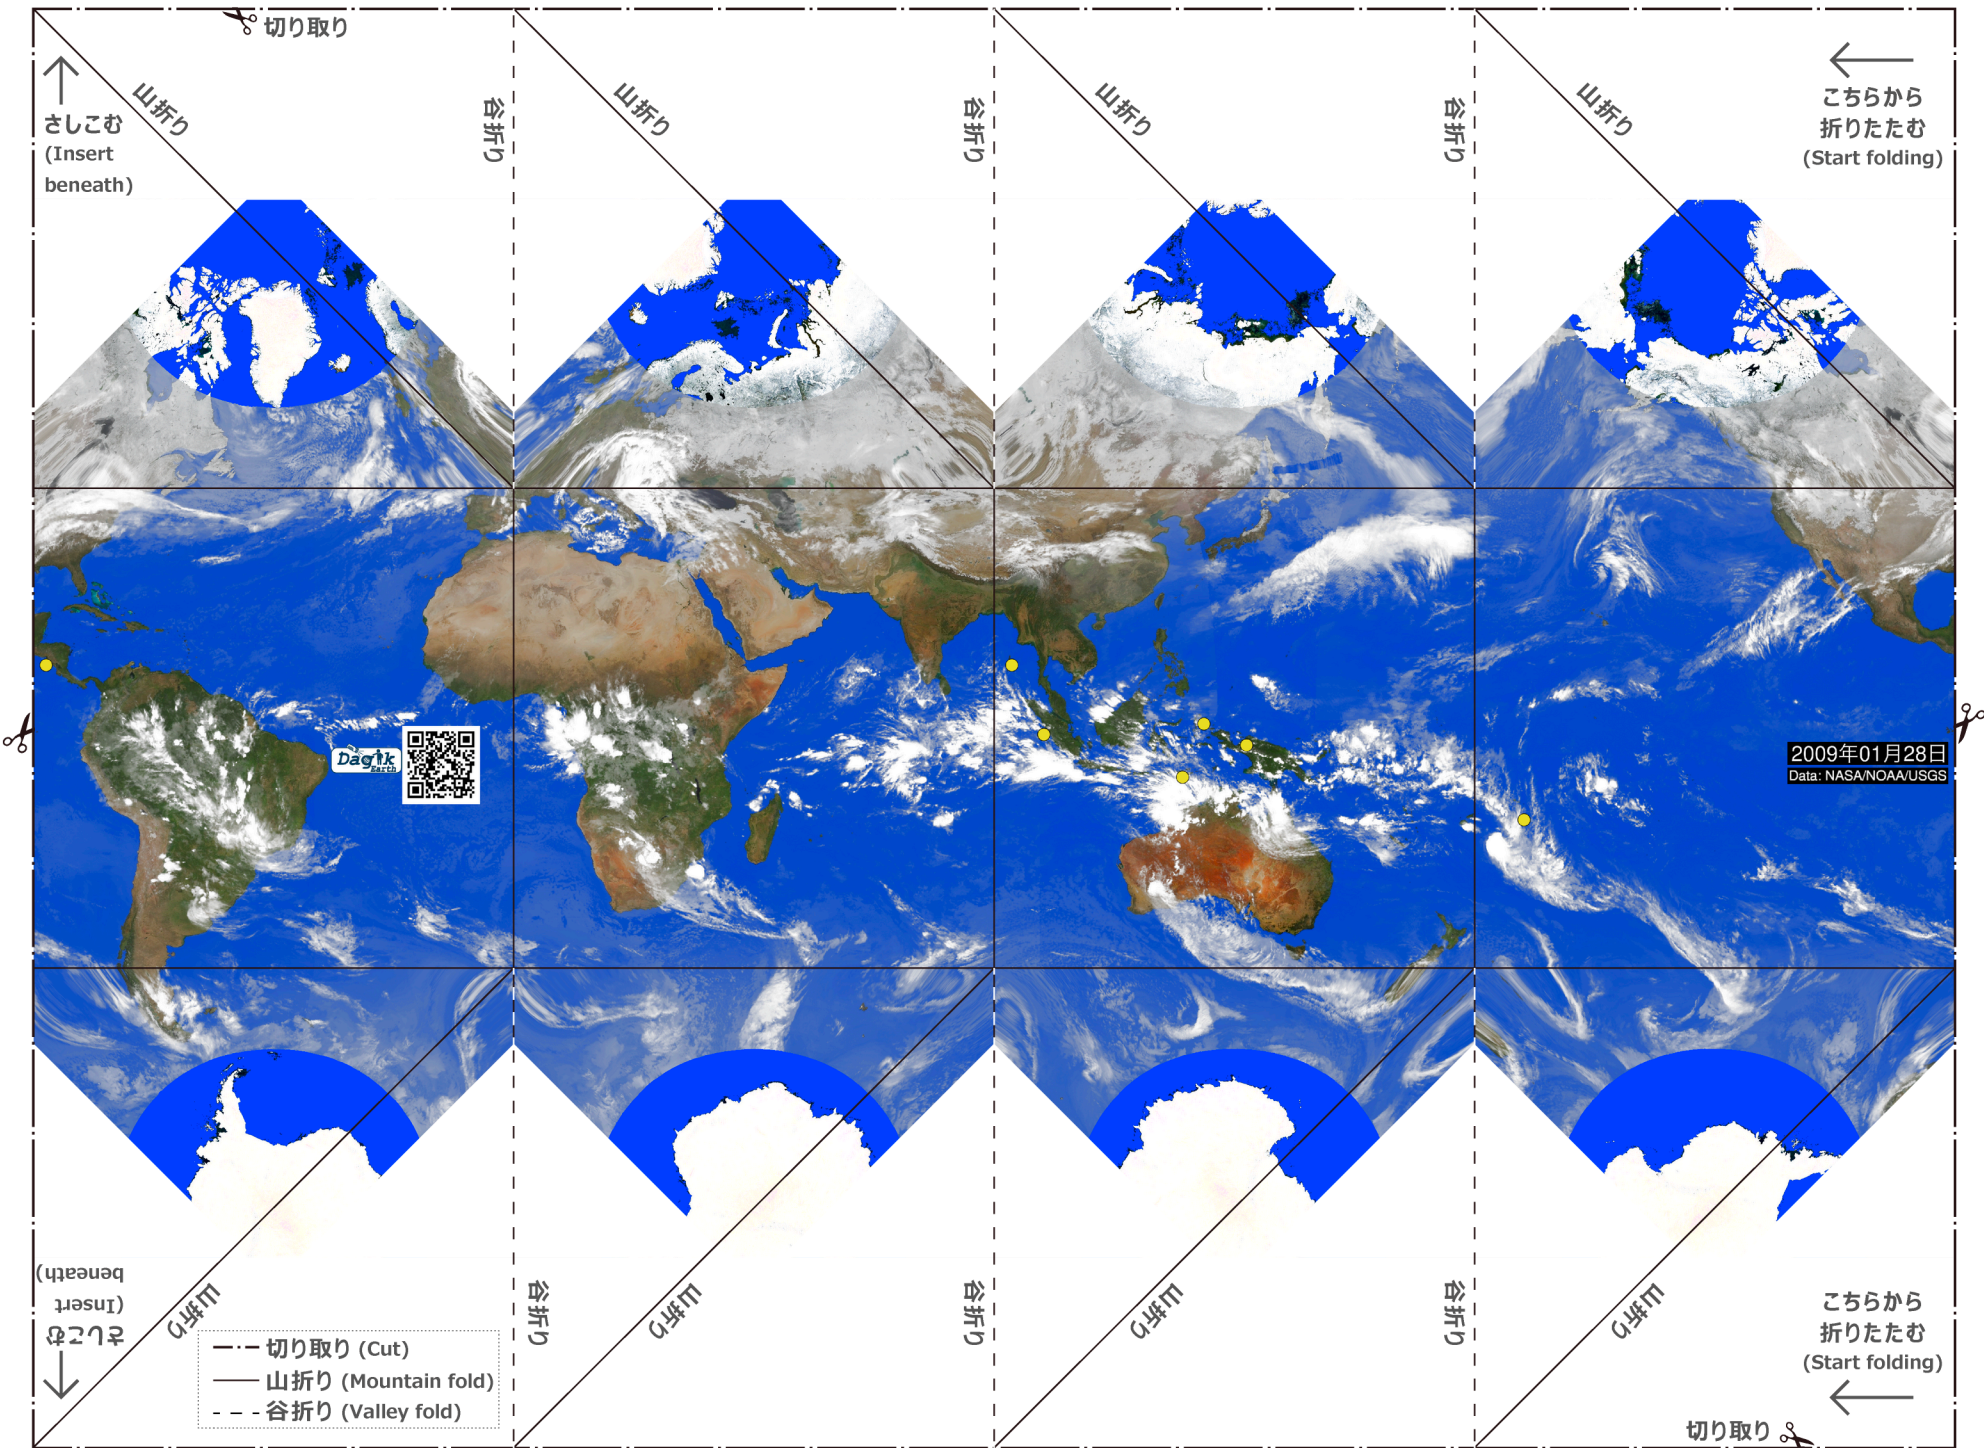 切り取り
山折り
谷折り
山折り
谷折り
山折り
谷折り
山折り
さしこむ
(Insert
beneath)
こちらから
折りたたむ
(Start folding)
Dagik
Earth
2009年01月28日
Data: NASA/NOAA/USGS
さしこむ
(Insert
beneath)
山折り
谷折り
山折り
谷折り
山折り
谷折り
山折り
こちらから
折りたたむ
(Start folding)
切り取り (Cut)
山折り (Mountain fold)
谷折り (Valley fold)
切り取り